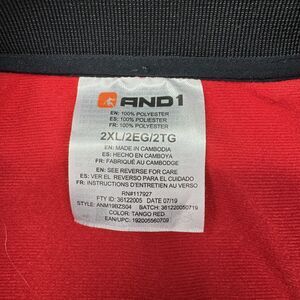 AND1
EN: 100% POLYESTER
ES: 100% POLIESTER
FR: 100% POLYESTER
2XL/2EG/2TG
EN: MADE IN CAMBODIA
ES: HECHO EN CAMBOYA
FR: FABRIQUÉ AU CAMBODGE
EN: SEE REVERSE FOR CARE
ES: VER EL REVERSO PARA EL CUIDADO
FR: INSTRUCTIONS D'ENTRETIEN AU VERSO
RN#117927
FTY ID: 36122005 DATE: 07/19
STYLE: ANM19BZS04 BATCH: 361220050719
COLOR: TANGO RED
EAN/UPC: 192005560709